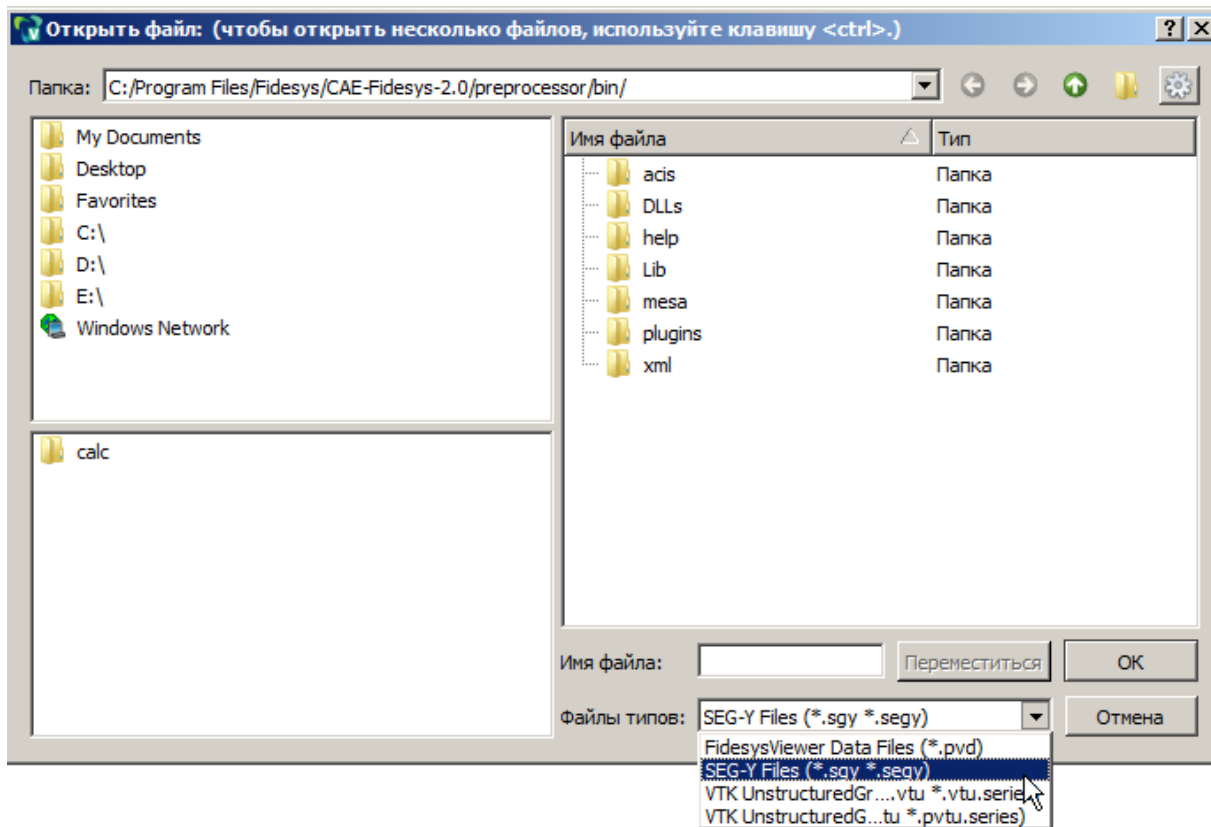 Открыть файл: (чтобы открыть несколько файлов, используйте клавишу <ctrl>.)
Папка: C:/Program Files/Fidesys/CAE-Fidesys-2.0/preprocessor/bin/
My Documents
Desktop
Favorites
C:\
D:\
E:\
Windows Network
calc
Имя файла Тип
acis Папка
DLLs Папка
help Папка
Lib Папка
mesa Папка
plugins Папка
xml Папка
Имя файла: Переместиться OK
Файлы типов: SEG-Y Files (*.sgy *.segy) Отмена
FidesysViewer Data Files (*.pvd)
SEG-Y Files (*.sgy *.segy)
VTK UnstructuredGr....vtu *.vtu.series)
VTK UnstructuredG...tu *.pvtu.series)